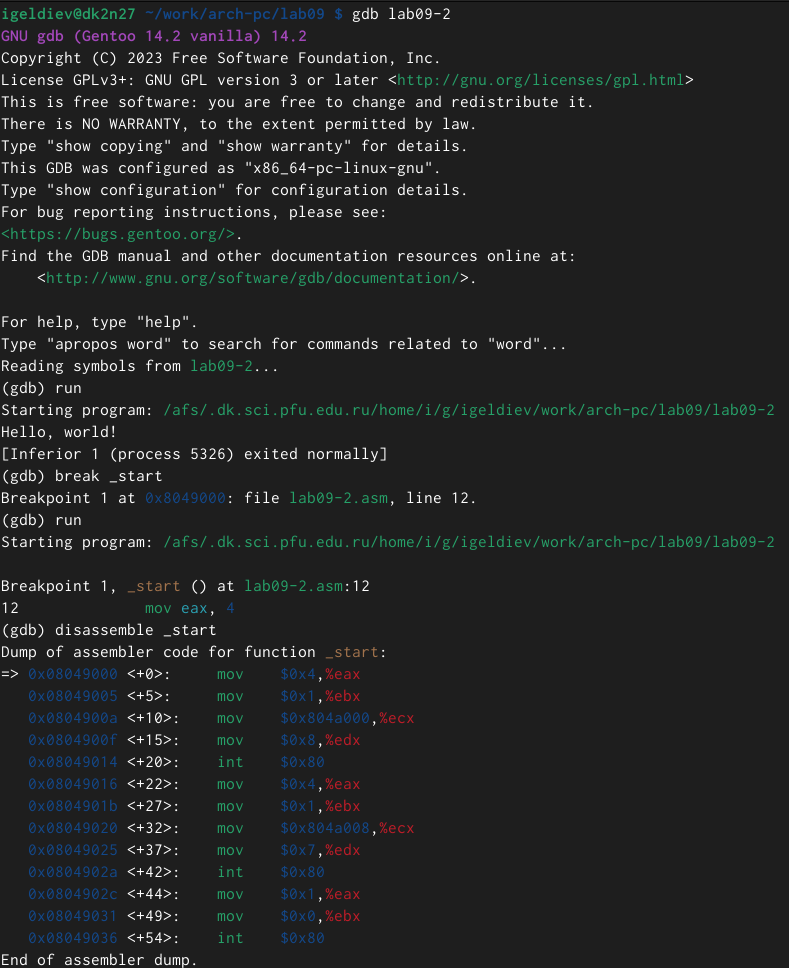 igeldiev@dk2n27 ~/work/arch-pc/lab09 $ gdb lab09-2
GNU gdb (Gentoo 14.2 vanilla) 14.2
Copyright (C) 2023 Free Software Foundation, Inc.
License GPLv3+: GNU GPL version 3 or later <http://gnu.org/licenses/gpl.html>
This is free software: you are free to change and redistribute it.
There is NO WARRANTY, to the extent permitted by law.
Type "show copying" and "show warranty" for details.
This GDB was configured as "x86_64-pc-linux-gnu".
Type "show configuration" for configuration details.
For bug reporting instructions, please see:
<https://bugs.gentoo.org/>.
Find the GDB manual and other documentation resources online at:
    <http://www.gnu.org/software/gdb/documentation/>.

For help, type "help".
Type "apropos word" to search for commands related to "word"...
Reading symbols from lab09-2...
(gdb) run
Starting program: /afs/.dk.sci.pfu.edu.ru/home/i/g/igeldiev/work/arch-pc/lab09/lab09-2
Hello, world!
[Inferior 1 (process 5326) exited normally]
(gdb) break _start
Breakpoint 1 at 0x8049000: file lab09-2.asm, line 12.
(gdb) run
Starting program: /afs/.dk.sci.pfu.edu.ru/home/i/g/igeldiev/work/arch-pc/lab09/lab09-2

Breakpoint 1, _start () at lab09-2.asm:12
12              mov eax, 4
(gdb) disassemble _start
Dump of assembler code for function _start:
=> 0x08049000 <+0>:     mov    $0x4,%eax
   0x08049005 <+5>:     mov    $0x1,%ebx
   0x0804900a <+10>:    mov    $0x804a000,%ecx
   0x0804900f <+15>:    mov    $0x8,%edx
   0x08049014 <+20>:    int    $0x80
   0x08049016 <+22>:    mov    $0x4,%eax
   0x0804901b <+27>:    mov    $0x1,%ebx
   0x08049020 <+32>:    mov    $0x804a008,%ecx
   0x08049025 <+37>:    mov    $0x7,%edx
   0x0804902a <+42>:    int    $0x80
   0x0804902c <+44>:    mov    $0x1,%eax
   0x08049031 <+49>:    mov    $0x0,%ebx
   0x08049036 <+54>:    int    $0x80
End of assembler dump.